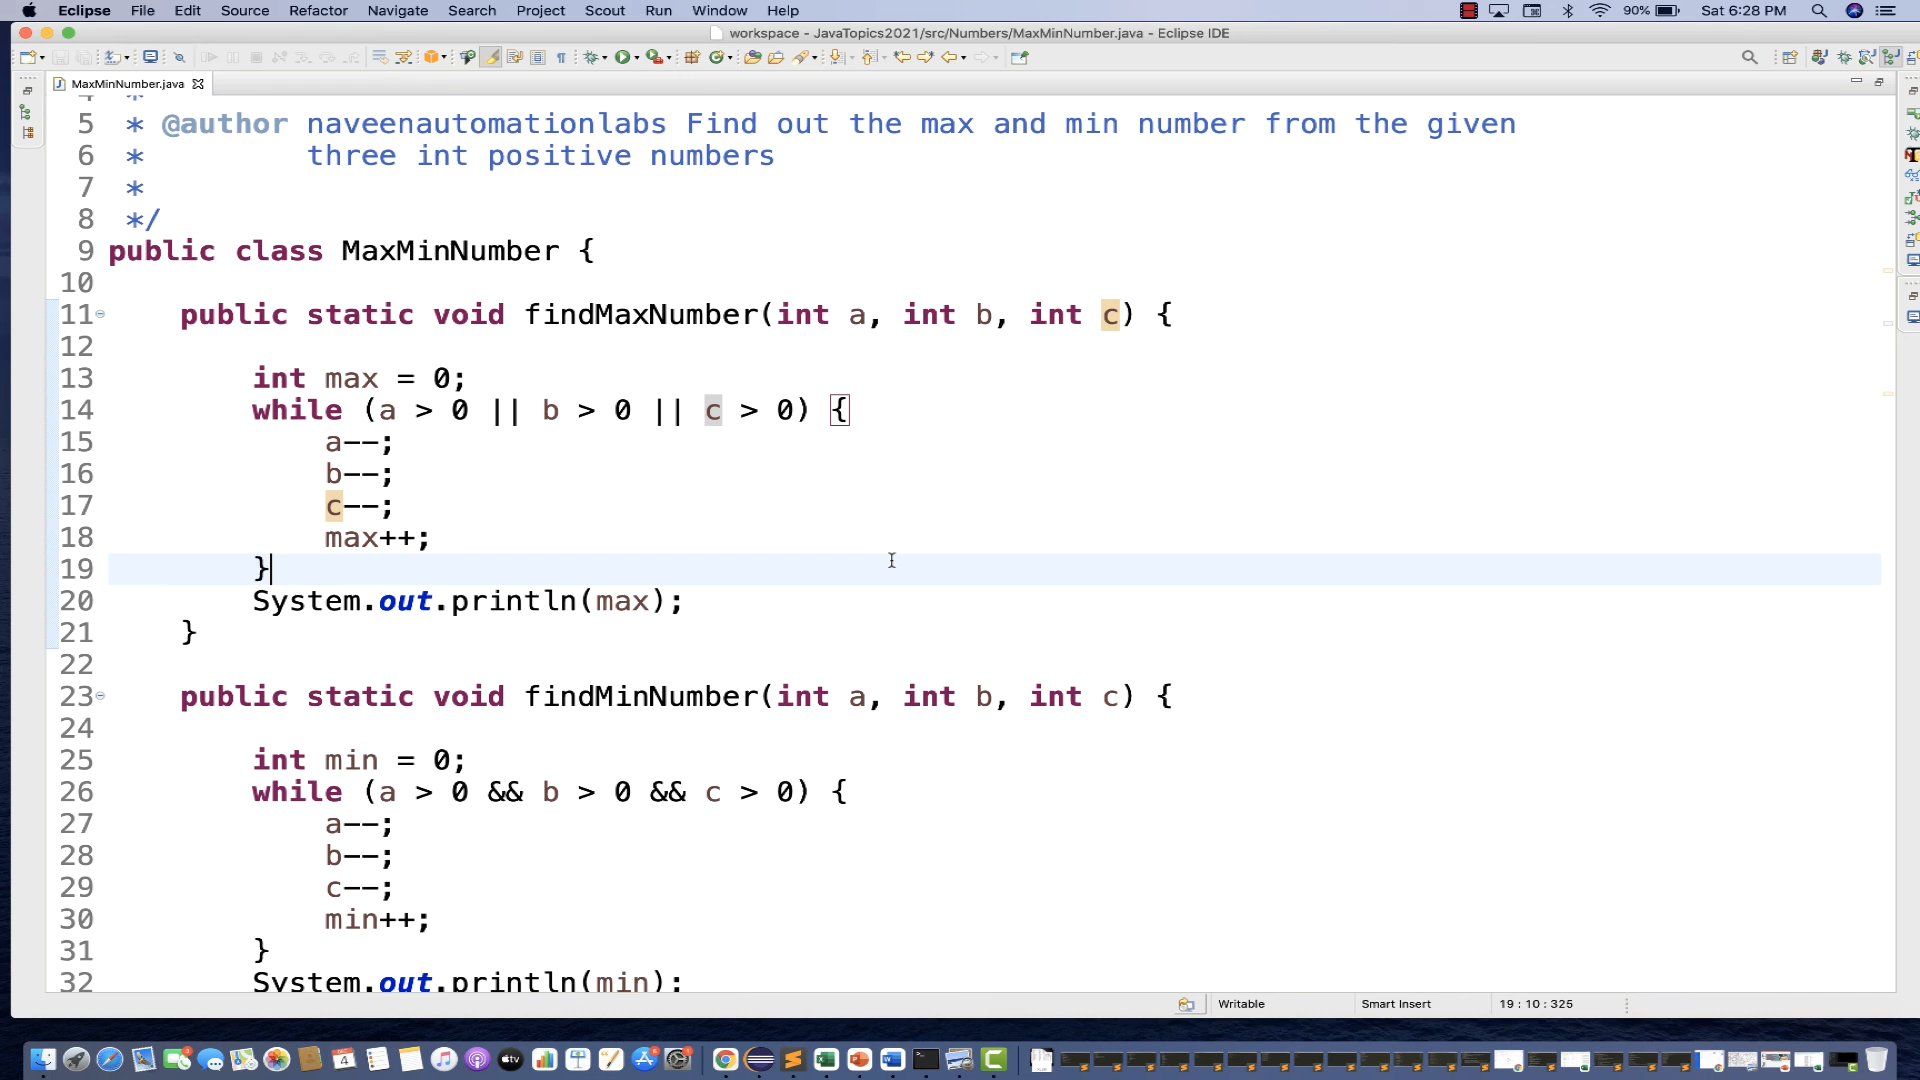 Eclipse File Edit Source Refactor Navigate Search Project Scout Run Window Help 90% Sat 6:28 PM
workspace - JavaTopics2021/src/Numbers/MaxMinNumber.java - Eclipse IDE
MaxMinNumber.java
4 *
5 * @author naveenautomationlabs Find out the max and min number from the given
6 * three int positive numbers
7 *
8 */
9 public class MaxMinNumber {
10
11 public static void findMaxNumber(int a, int b, int c) {
12
13 int max = 0;
14 while (a > 0 || b > 0 || c > 0) {
15 a--;
16 b--;
17 c--;
18 max++;
19 }
20 System.out.println(max);
21 }
22
23 public static void findMinNumber(int a, int b, int c) {
24
25 int min = 0;
26 while (a > 0 && b > 0 && c > 0) {
27 a--;
28 b--;
29 c--;
30 min++;
31 }
32 System.out.println(min);
Writable Smart Insert 19 : 10 : 325